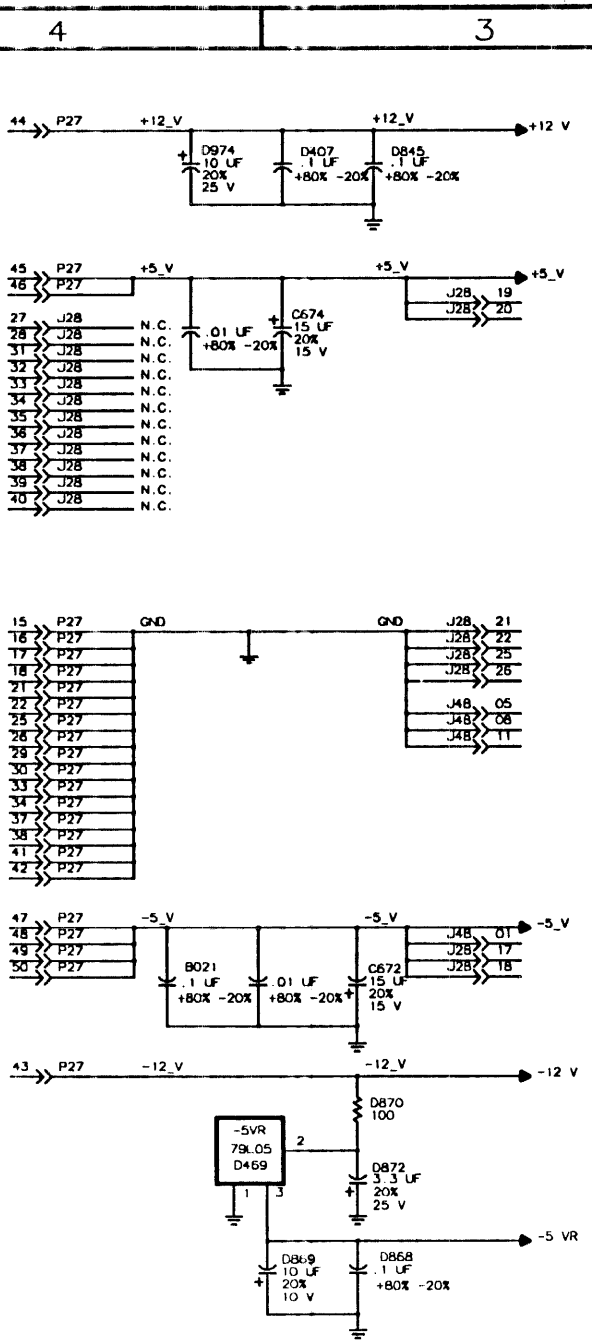 4 3
44 P27 +12_V +12_V +12 V
D974
10 UF
20%
25 V
D407
.1 UF
+80% -20%
D845
.1 UF
+80% -20%
45 P27 +5_V +5_V +5_V
46 P27
J28 19
J28 20
27 J28 N.C.
28 J28 N.C.
31 J28 N.C.
32 J28 N.C.
33 J28 N.C.
34 J28 N.C.
35 J28 N.C.
36 J28 N.C.
37 J28 N.C.
38 J28 N.C.
39 J28 N.C.
40 J28 N.C.
.01 UF
+80% -20%
+ C674
15 UF
20%
15 V
15 P27 GND GND J28 21
16 P27 J28 22
17 P27 J28 25
18 P27 J28 26
21 P27
22 P27 J48 05
25 P27 J48 08
26 P27 J48 11
29 P27
30 P27
33 P27
34 P27
37 P27
38 P27
41 P27
42 P27
47 P27 -5_V -5_V -5_V
48 P27 J48 01
49 P27 J28 17
50 P27 J28 18
B021
.1 UF
+80% -20%
.01 UF
+80% -20%
C672
15 UF
+ 20%
15 V
43 P27 -12_V -12_V -12 V
D870
100
-5VR
79L05
D469
2
1 3
D872
3.3 UF
+ 20%
25 V
-5 VR
D869
10 UF
+ 20%
10 V
D868
.1 UF
+80% -20%